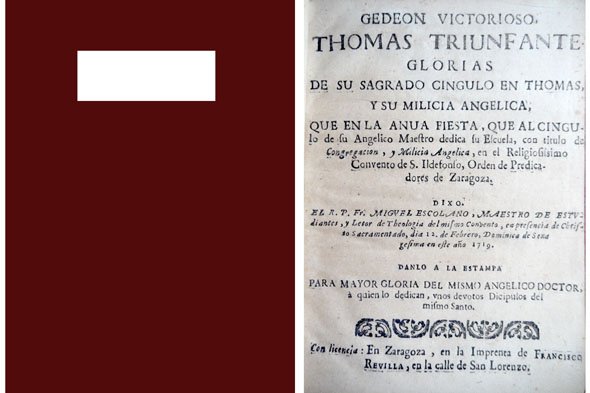 GEDEON VICTORIOSO,
THOMAS TRIUNFANTE.
GLORIAS
DE SU SAGRADO CINGULO EN THOMAS,
Y SU MILICIA ANGELICA,
QUE EN LA ANUA FIESTA, QUE AL CINGU-
lo de su Angelico Maestro dedica su Escuela, con titulo de
Congregacion, y Milicia Angelica, en el Religiosissimo
Convento de S. Ildefonso, Orden de Predica-
dores de Zaragoza.
DIXO.
EL R. P. Fr. MIGUEL ESCOLANO, MAESTRO DE ESTU-
diantes, y Letor de Theologia del mismo Convento, en presencia de Chris-
to Sacramentado, dia 12. de Febrero, Dominica de Sexa
gesima en este año 1719.
DANLO A LA ESTAMPA
PARA MAYOR GLORIA DEL MISMO ANGELICO DOCTOR,
à quien lo dedican, vnos devotos Dicipulos del
mismo Santo.
Con licencia: En Zaragoza, en la Imprenta de FRANCISCO
REVILLA, en la calle de San Lorenzo.